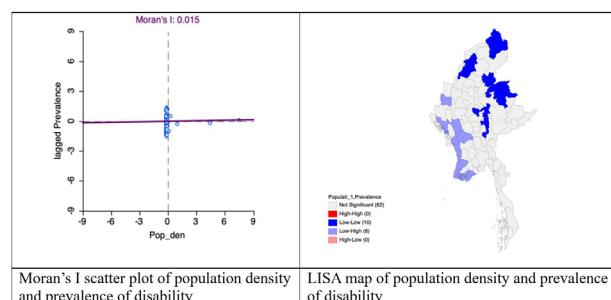 Moran's I: 0.015
9
6
3
0
-3
-6
-9
lagged Prevalence
-9 -6 -3 0 3 6 9
Pop_den
Populati_1,Prevalence
Not Significant (62)
High-High (0)
Low-Low (10)
Low-High (8)
High-Low (0)
Moran's I scatter plot of population density
and prevalence of disability
LISA map of population density and prevalence
of disability